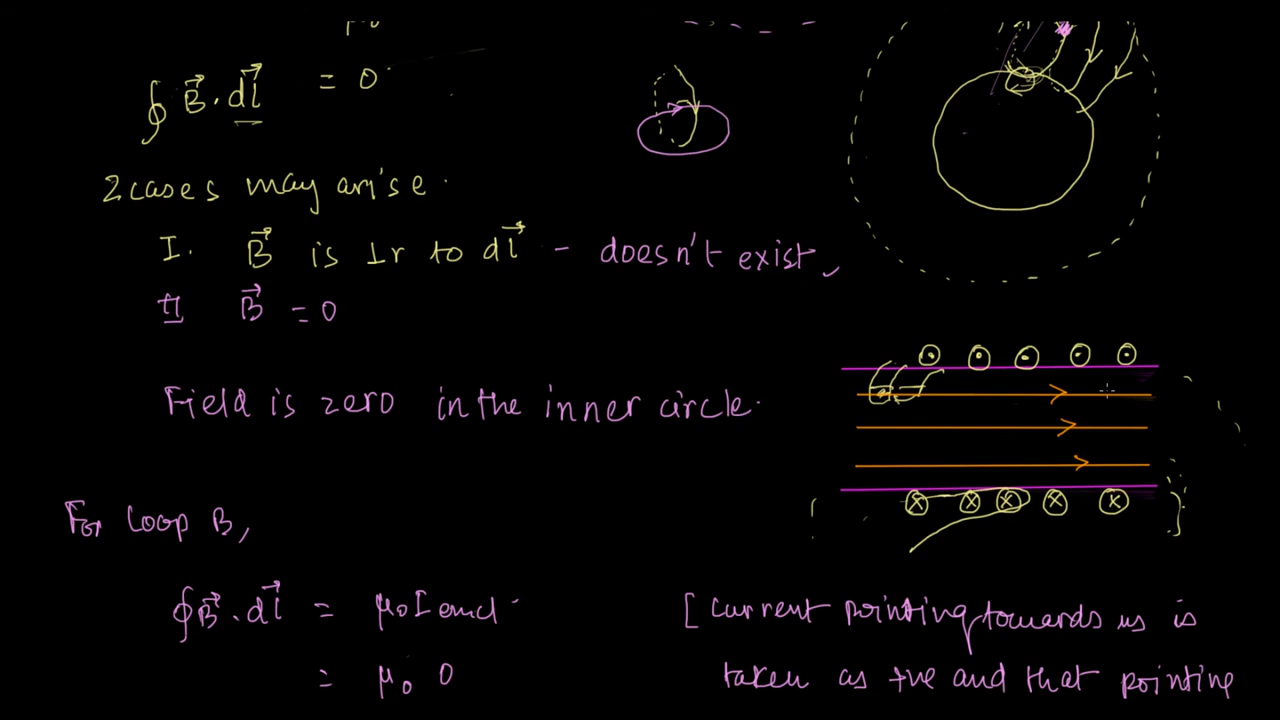 ∮ B⃗ . dl⃗ = 0
2 cases may arise.
I. B⃗ is ⊥r to dl⃗ - doesn't exist,
II B⃗ = 0
Field is zero in the inner circle.
For loop B,
∮ B⃗ . dl⃗ = μ₀ I encl
= μ₀ 0
[ current pointing towards us is
taken as +ve and that pointing